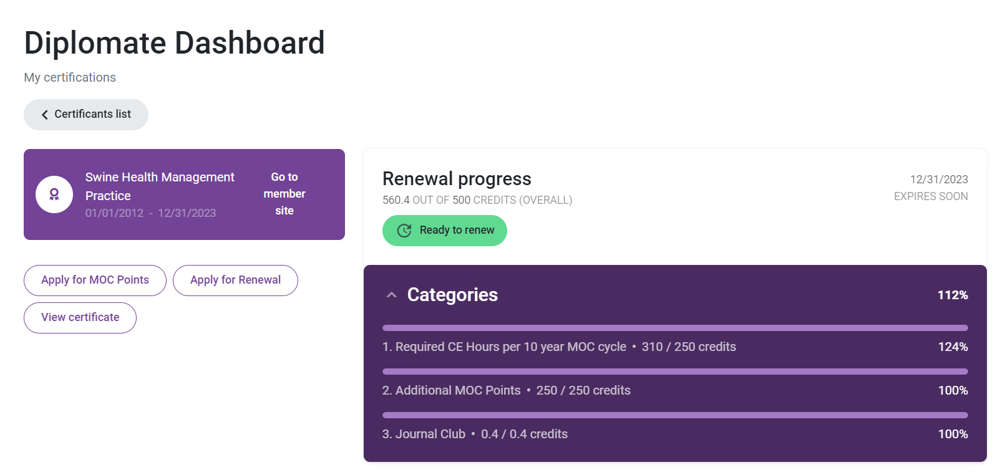 Diplomate Dashboard
My certifications
Certificants list
Swine Health Management
Practice
01/01/2012 - 12/31/2023
Go to
member
site
Apply for MOC Points
Apply for Renewal
View certificate
Renewal progress
560.4 OUT OF 500 CREDITS (OVERALL)
12/31/2023
EXPIRES SOON
Ready to renew
Categories
112%
1. Required CE Hours per 10 year MOC cycle • 310 / 250 credits
124%
2. Additional MOC Points • 250 / 250 credits
100%
3. Journal Club • 0.4 / 0.4 credits
100%